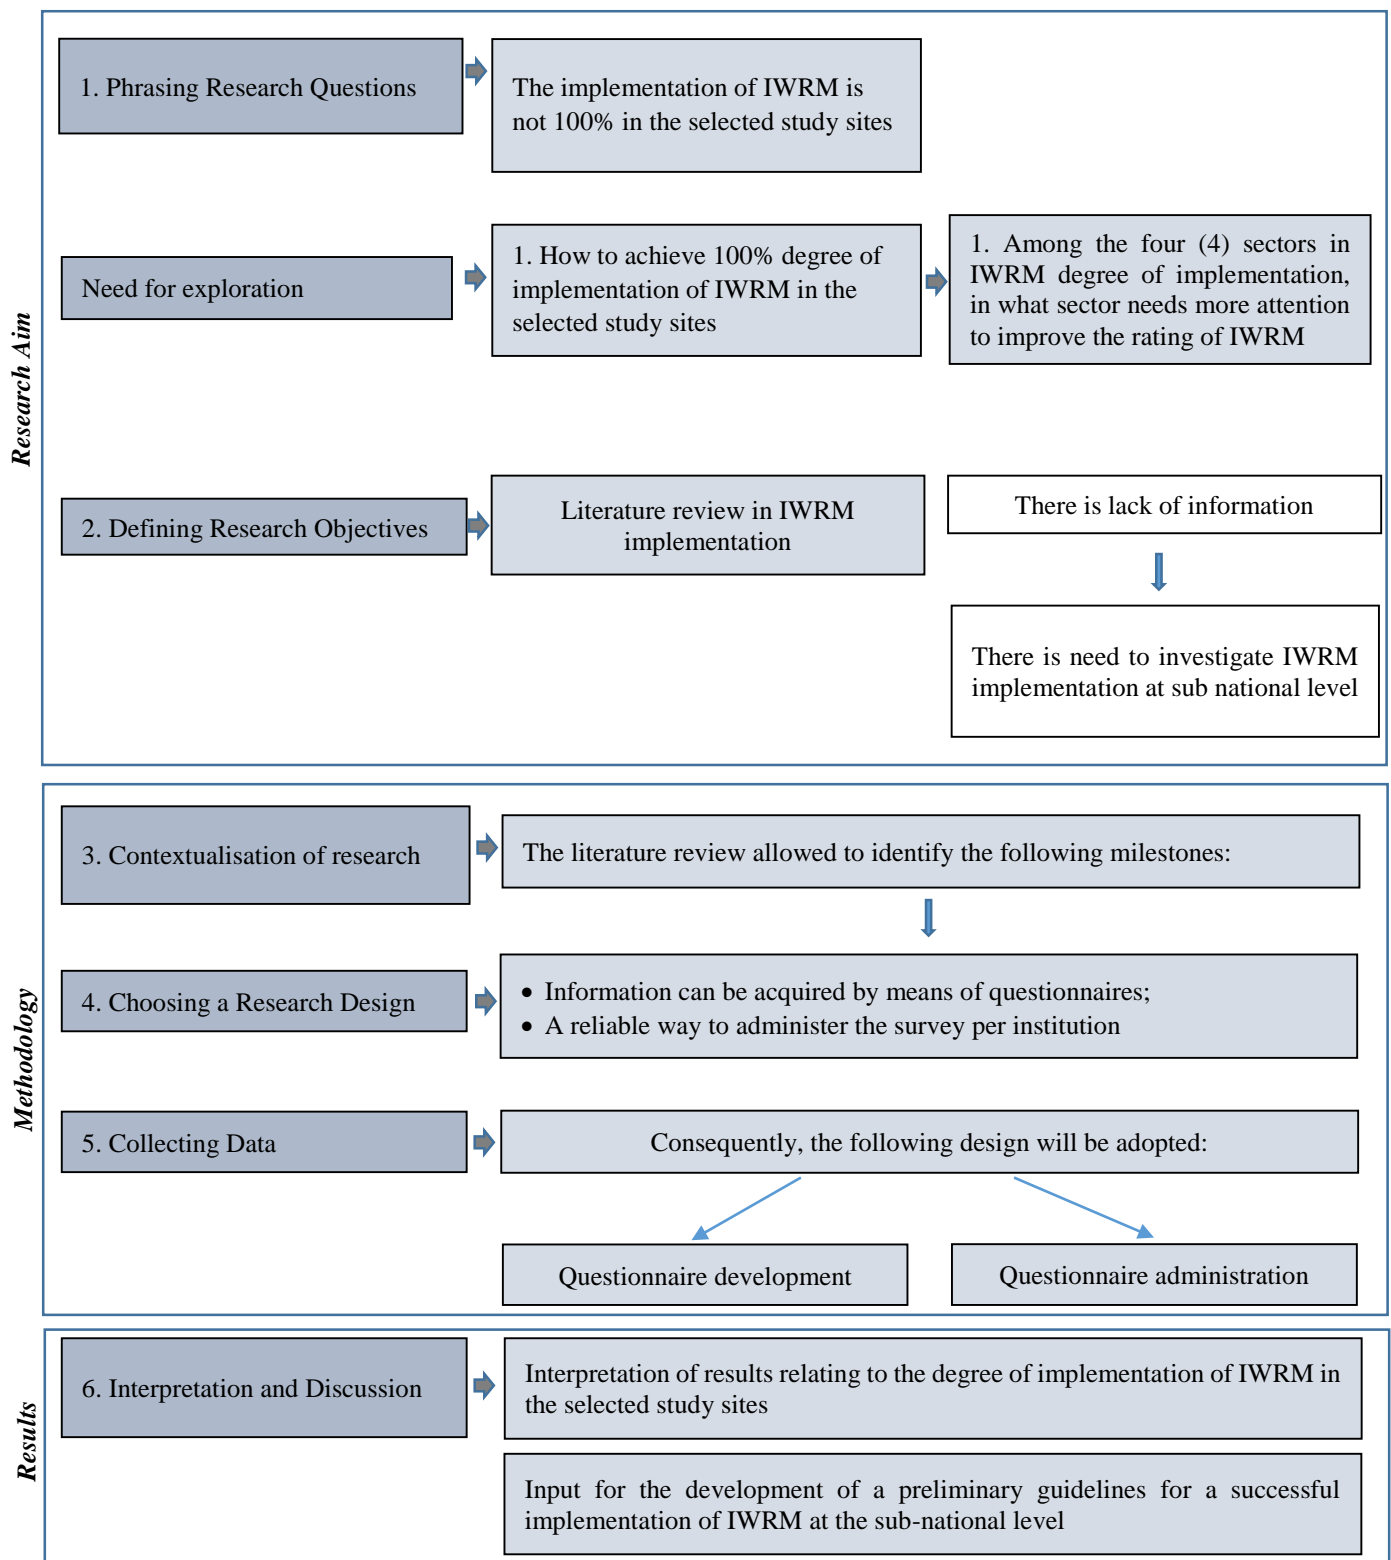 Research Aim
1. Phrasing Research Questions
The implementation of IWRM is
not 100% in the selected study sites
Need for exploration
1. How to achieve 100% degree of
implementation of IWRM in the
selected study sites
1. Among the four (4) sectors in
IWRM degree of implementation,
in what sector needs more attention
to improve the rating of IWRM
2. Defining Research Objectives
Literature review in IWRM
implementation
There is lack of information
There is need to investigate IWRM
implementation at sub national level
Methodology
3. Contextualisation of research
The literature review allowed to identify the following milestones:
4. Choosing a Research Design
• Information can be acquired by means of questionnaires;
• A reliable way to administer the survey per institution
5. Collecting Data
Consequently, the following design will be adopted:
Questionnaire development
Questionnaire administration
Results
6. Interpretation and Discussion
Interpretation of results relating to the degree of implementation of IWRM in
the selected study sites
Input for the development of a preliminary guidelines for a successful
implementation of IWRM at the sub-national level